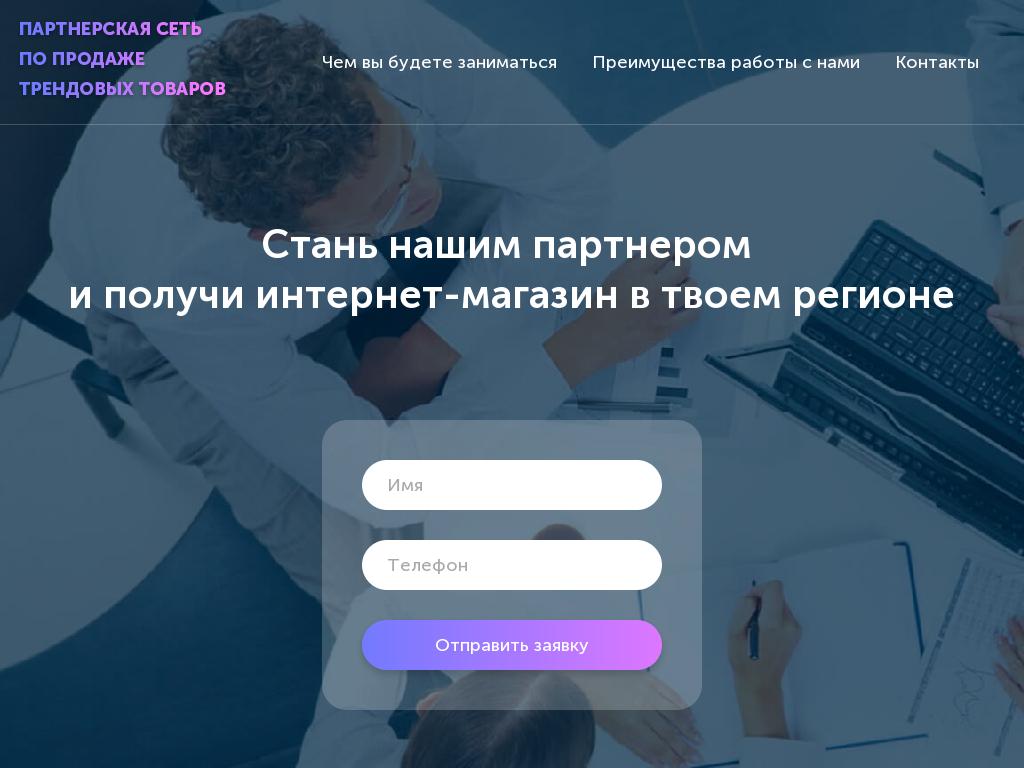 ПАРТНЕРСКАЯ СЕТЬ
ПО ПРОДАЖЕ
ТРЕНДОВЫХ ТОВАРОВ
Чем вы будете заниматься
Преимущества работы с нами
Контакты
Стань нашим партнером
и получи интернет-магазин в твоем регионе
Имя
Телефон
Отправить заявку